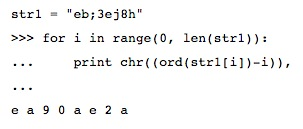 str1 = "eb;3ej8h"
>>> for i in range(0, len(str1)):
...     print chr((ord(str1[i])-i)),
...
e a 9 0 a e 2 a